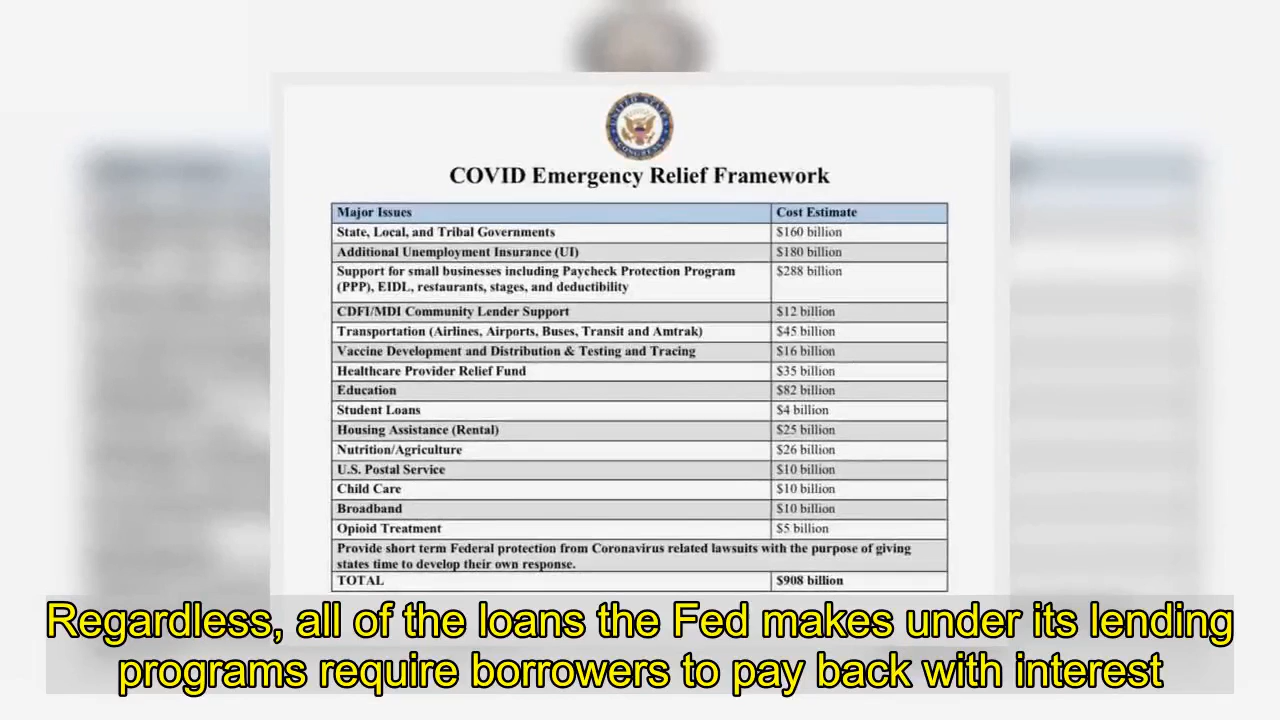 COVID Emergency Relief Framework
Major Issues Cost Estimate
State, Local, and Tribal Governments $160 billion
Additional Unemployment Insurance (UI) $180 billion
Support for small businesses including Paycheck Protection Program $288 billion
(PPP), EIDL, restaurants, stages, and deductibility
CDFI/MDI Community Lender Support $12 billion
Transportation (Airlines, Airports, Buses, Transit and Amtrak) $45 billion
Vaccine Development and Distribution & Testing and Tracing $16 billion
Healthcare Provider Relief Fund $35 billion
Education $82 billion
Student Loans $4 billion
Housing Assistance (Rental) $25 billion
Nutrition/Agriculture $26 billion
U.S. Postal Service $10 billion
Child Care $10 billion
Broadband $10 billion
Opioid Treatment $5 billion
Provide short term Federal protection from Coronavirus related lawsuits with the purpose of giving
states time to develop their own response.
TOTAL $908 billion
Regardless, all of the loans the Fed makes under its lending
programs require borrowers to pay back with interest